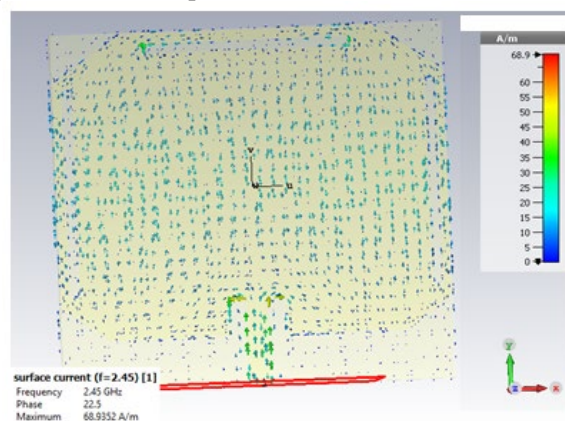 A/m
68.9
60
55
50
45
40
35
30
25
20
15
10
5
0
v
u
y
z
x
surface current (f=2.45) [1]
Frequency 2.45 GHz
Phase 22.5
Maximum 68.9352 A/m